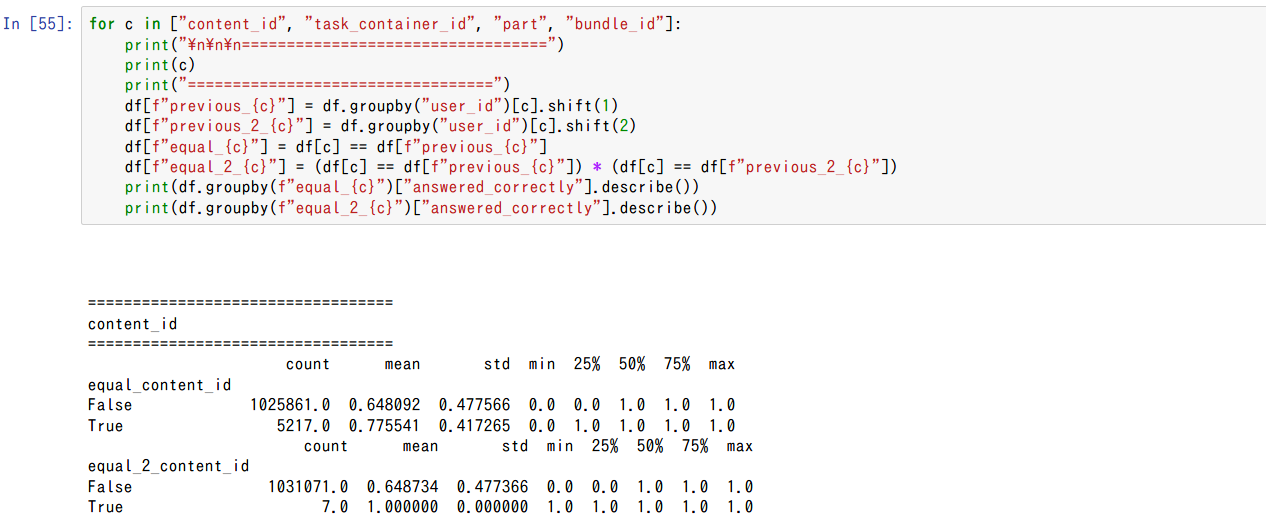 In [55]: for c in ["content_id", "task_container_id", "part", "bundle_id"]:
print("¥n¥n¥n==================================")
print(c)
print("==================================")
df[f"previous_{c}"] = df.groupby("user_id")[c].shift(1)
df[f"previous_2_{c}"] = df.groupby("user_id")[c].shift(2)
df[f"equal_{c}"] = df[c] == df[f"previous_{c}"]
df[f"equal_2_{c}"] = (df[c] == df[f"previous_{c}"]) * (df[c] == df[f"previous_2_{c}"])
print(df.groupby(f"equal_{c}")["answered_correctly"].describe())
print(df.groupby(f"equal_2_{c}")["answered_correctly"].describe())
==================================
content_id
==================================
count mean std min 25% 50% 75% max
equal_content_id
False 1025861.0 0.648092 0.477566 0.0 0.0 1.0 1.0 1.0
True 5217.0 0.775541 0.417265 0.0 1.0 1.0 1.0 1.0
count mean std min 25% 50% 75% max
equal_2_content_id
False 1031071.0 0.648734 0.477366 0.0 0.0 1.0 1.0 1.0
True 7.0 1.000000 0.000000 1.0 1.0 1.0 1.0 1.0